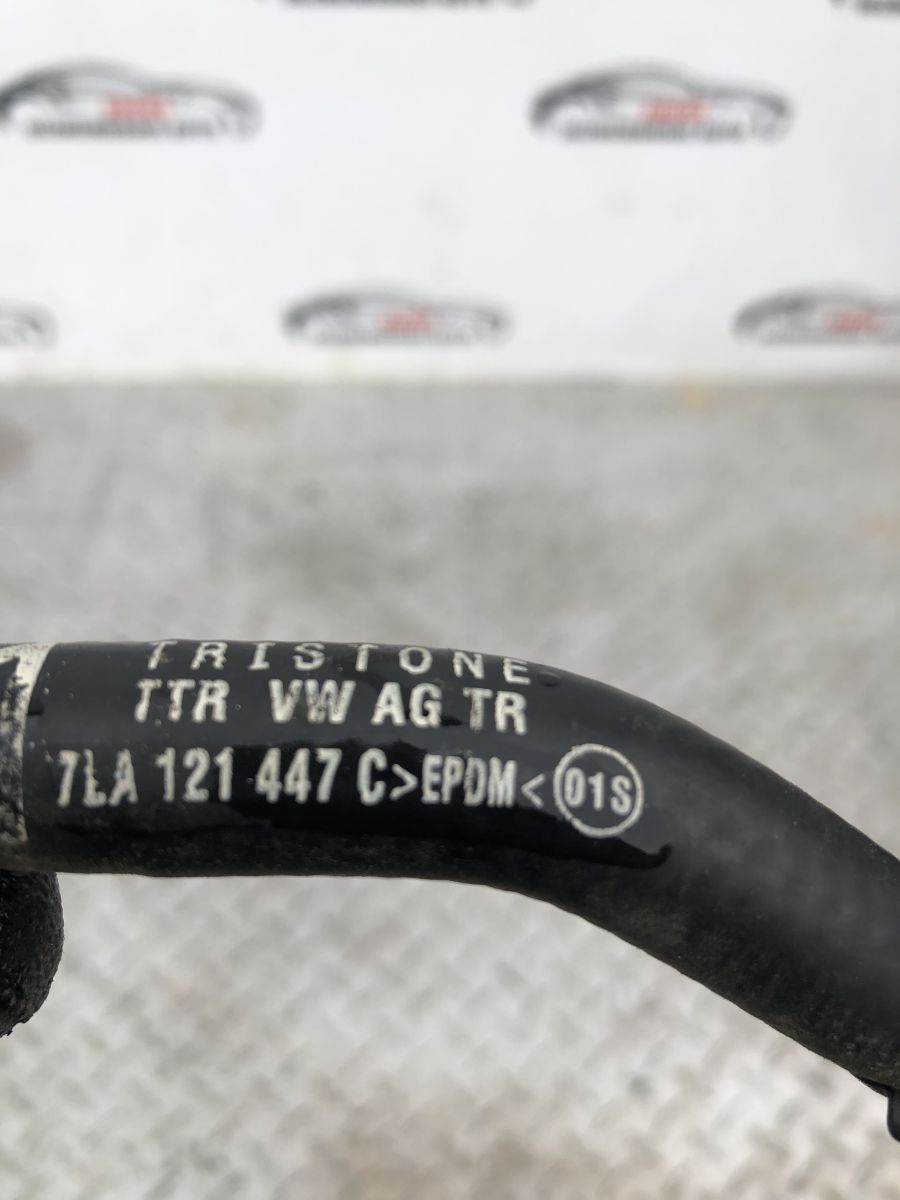 TRISTONE
TTR VW AG TR
7LA 121 447 C >EPDM< 01S